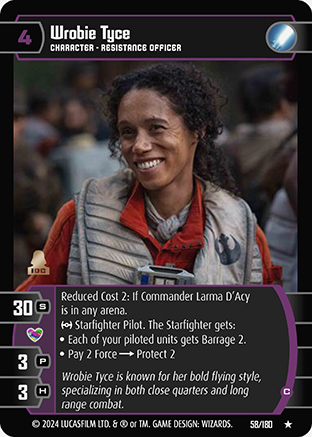 4
Wrobie Tyce
CHARACTER - RESISTANCE OFFICER
100
30 S
3 P
3 H
Reduced Cost 2: If Commander Larma D'Acy
is in any arena.
Starfighter Pilot. The Starfighter gets:
• Each of your piloted units gets Barrage 2.
• Pay 2 Force → Protect 2
Wrobie Tyce is known for her bold flying style,
specializing in both close quarters and long
range combat.
C
© 2024 LUCASFILM LTD. & ® or TM. GAME DESIGN: WIZARDS.
58/180 ★